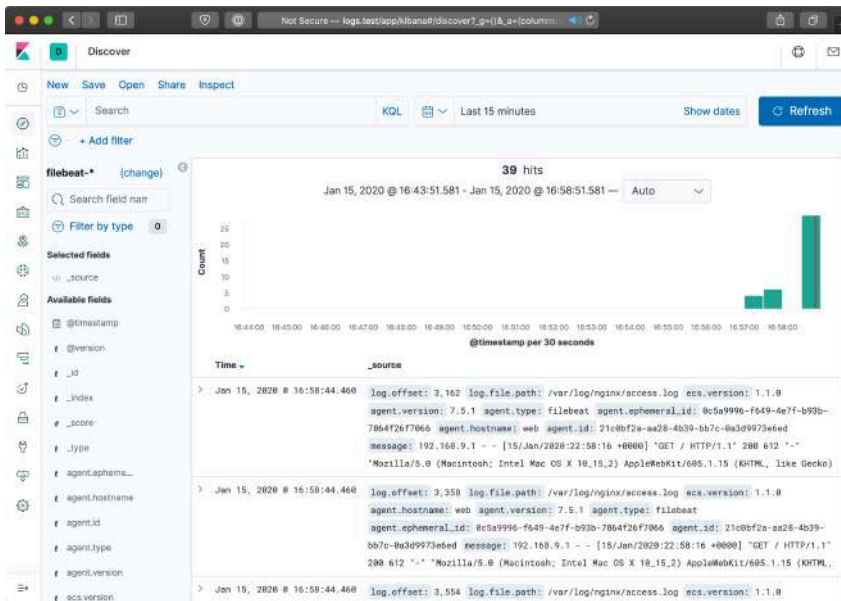 Not Secure — logs.test/app/kibana#/discover?_g=()&_a=(column
D Discover
New Save Open Share Inspect
Search KQL Last 15 minutes Show dates Refresh
+ Add filter
filebeat-* (change)
Search field nam
Filter by type 0
Selected fields
_source
Available fields
@timestamp
t @version
t _id
t _index
# _score
t _type
t agent.epheme...
t agent.hostname
t agent.id
t agent.type
t agent.version
t ecs.version
39 hits
Jan 15, 2020 @ 16:43:51.581 - Jan 15, 2020 @ 16:58:51.581 — Auto
Count
25
20
15
10
5
0
16:44:00 16:45:00 16:46:00 16:47:00 16:48:00 16:49:00 16:50:00 16:51:00 16:52:00 16:53:00 16:54:00 16:55:00 16:56:00 16:57:00 16:58:00
@timestamp per 30 seconds
Time _source
Jan 15, 2020 @ 16:58:44.460 log.offset: 3,162 log.file.path: /var/log/nginx/access.log ecs.version: 1.1.0
agent.version: 7.5.1 agent.type: filebeat agent.ephemeral_id: 0c5a9996-f649-4e7f-b93b-
7064f26f7066 agent.hostname: web agent.id: 21c0bf2a-aa28-4b39-bb7c-0a3d9973e6ed
message: 192.168.9.1 - - [15/Jan/2020:22:58:16 +0000] "GET / HTTP/1.1" 200 612 "-"
"Mozilla/5.0 (Macintosh; Intel Mac OS X 10_15_2) AppleWebKit/605.1.15 (KHTML, like Gecko)
Jan 15, 2020 @ 16:58:44.460 log.offset: 3,358 log.file.path: /var/log/nginx/access.log ecs.version: 1.1.0
agent.hostname: web agent.version: 7.5.1 agent.type: filebeat
agent.ephemeral_id: 0c5a9996-f649-4e7f-b93b-7064f26f7066 agent.id: 21c0bf2a-aa28-4b39-
bb7c-0a3d9973e6ed message: 192.168.9.1 - - [15/Jan/2020:22:58:16 +0000] "GET / HTTP/1.1"
200 612 "-" "Mozilla/5.0 (Macintosh; Intel Mac OS X 10_15_2) AppleWebKit/605.1.15 (KHTML,
Jan 15, 2020 @ 16:58:44.460 log.offset: 3,554 log.file.path: /var/log/nginx/access.log ecs.version: 1.1.0